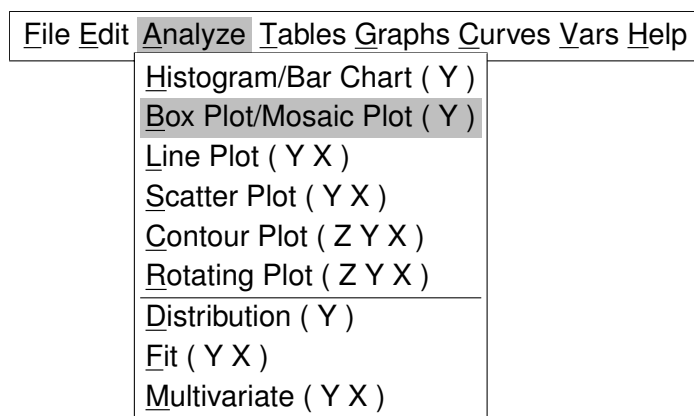 File Edit Analyze Tables Graphs Curves Vars Help
Histogram/Bar Chart ( Y )
Box Plot/Mosaic Plot ( Y )
Line Plot ( Y X )
Scatter Plot ( Y X )
Contour Plot ( Z Y X )
Rotating Plot ( Z Y X )
Distribution ( Y )
Fit ( Y X )
Multivariate ( Y X )